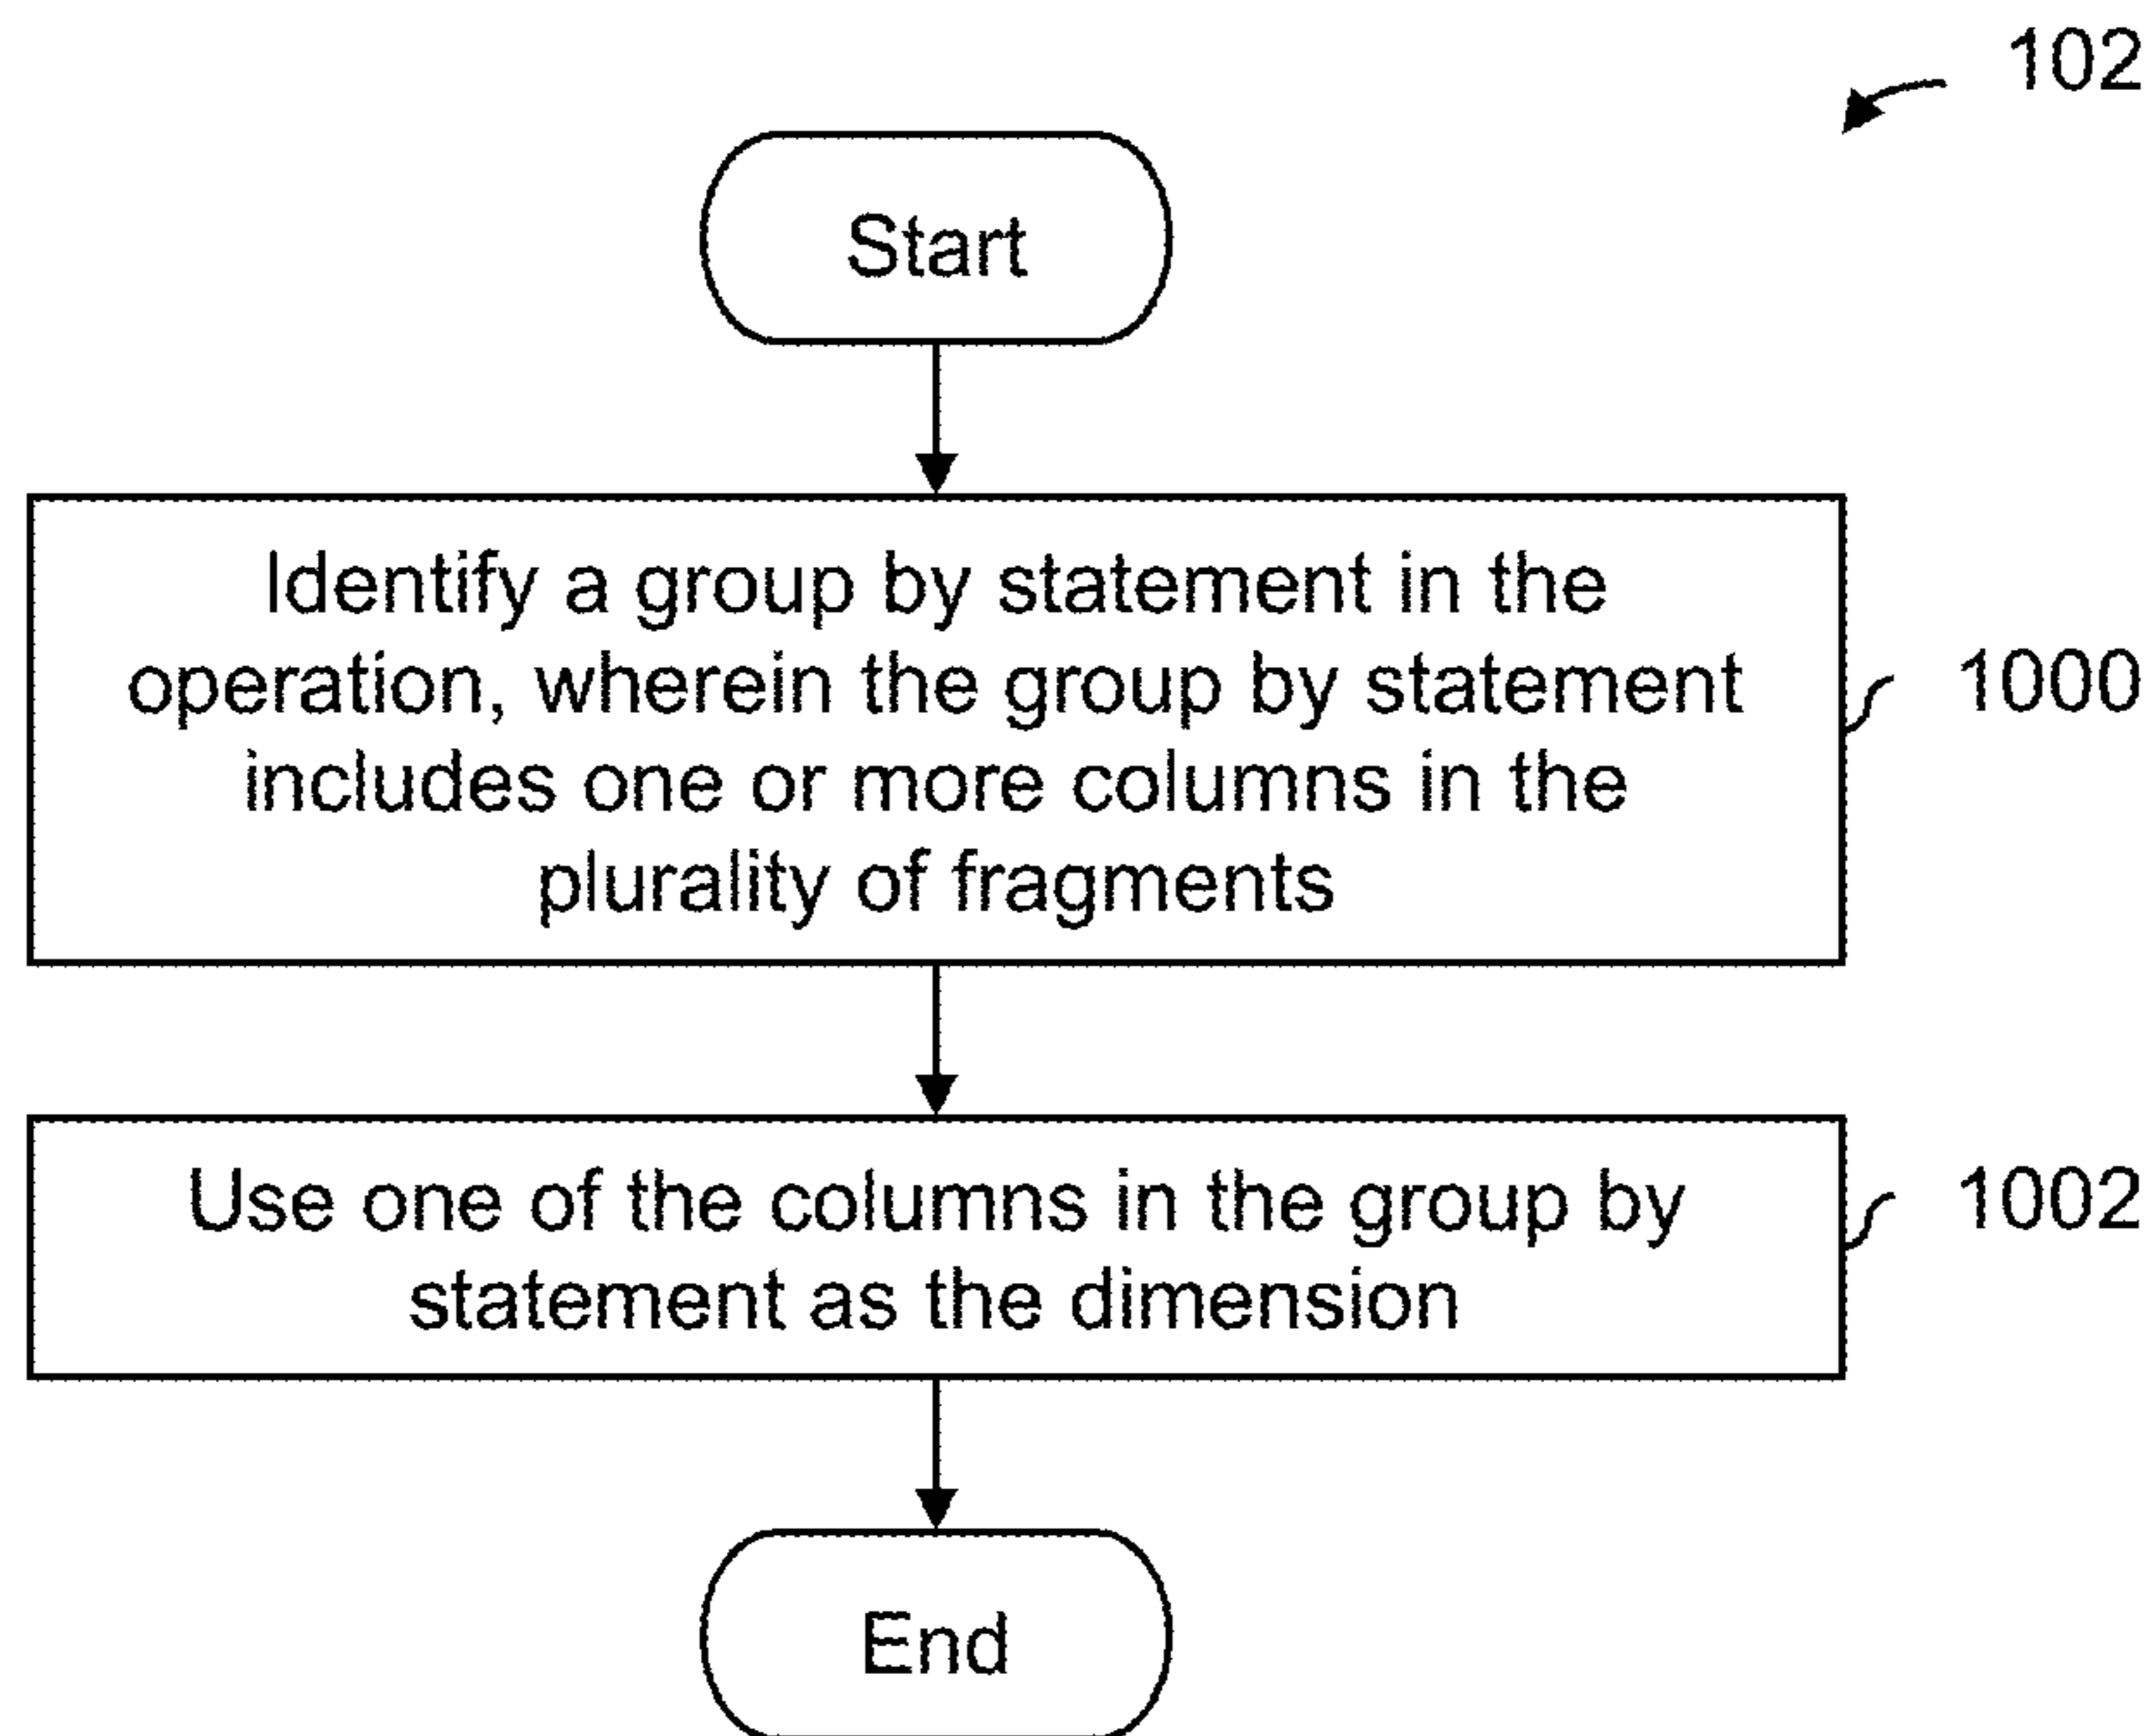 102
Start
Identify a group by statement in the
operation, wherein the group by statement
includes one or more columns in the
plurality of fragments
1000
Use one of the columns in the group by
statement as the dimension
1002
End